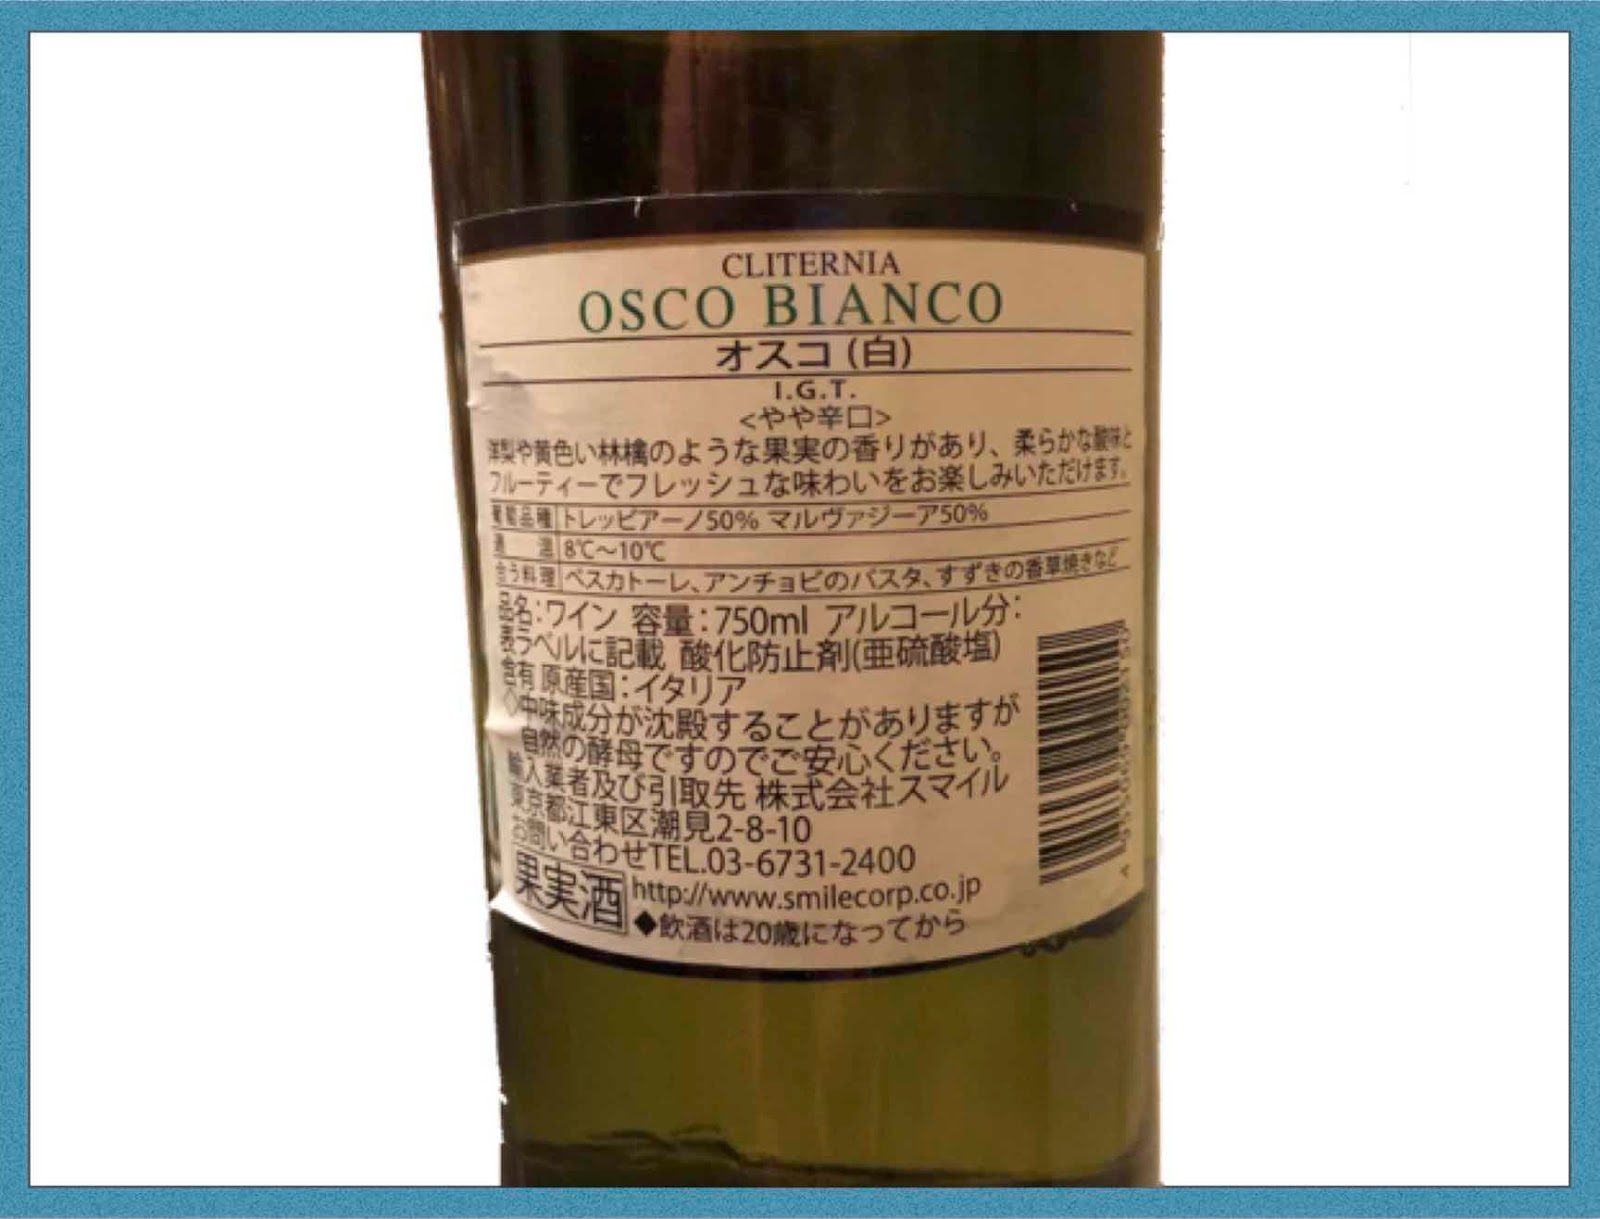 CLITERNIA
OSCO BIANCO
オスコ(白)
I.G.T.
<やや辛口>
洋梨や黄色い林檎のような果実の香りがあり、柔らかな酸味と
フルーティーでフレッシュな味わいをお楽しみいただけます。
葡萄品種 トレッビアーノ50% マルヴァジーア50%
適 温 8℃～10℃
合う料理 ペスカトーレ、アンチョビのパスタ、すずきの香草焼きなど
品名:ワイン 容量:750ml アルコール分:
表ラベルに記載 酸化防止剤(亜硫酸塩)
含有 原産国:イタリア
◇中味成分が沈殿することがありますが
自然の酵母ですのでご安心ください。
輸入業者及び引取先 株式会社スマイル
東京都江東区潮見2-8-10
お問い合わせTEL.03-6731-2400
果実酒 http://www.smilecorp.co.jp
◆飲酒は20歳になってから